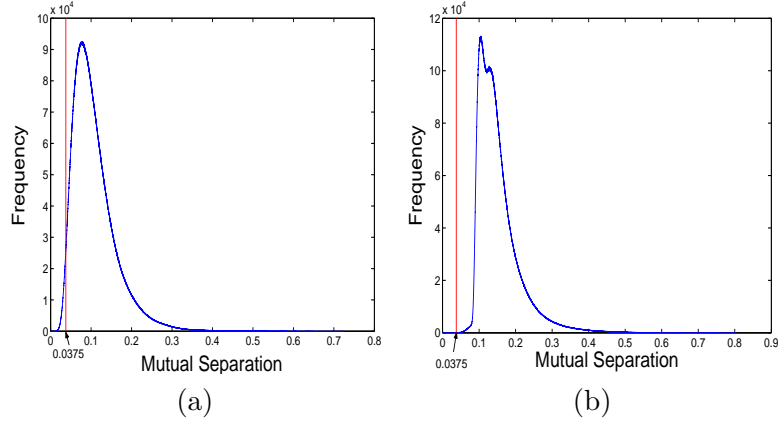 x 10^4
10
9
8
7
6
5
4
3
2
1
0
Frequency
0 0.1 0.2 0.3 0.4 0.5 0.6 0.7 0.8
0.0375
Mutual Separation
(a)
x 10^4
12
10
8
6
4
2
0
Frequency
0 0.1 0.2 0.3 0.4 0.5 0.6 0.7 0.8 0.9
0.0375
Mutual Separation
(b)